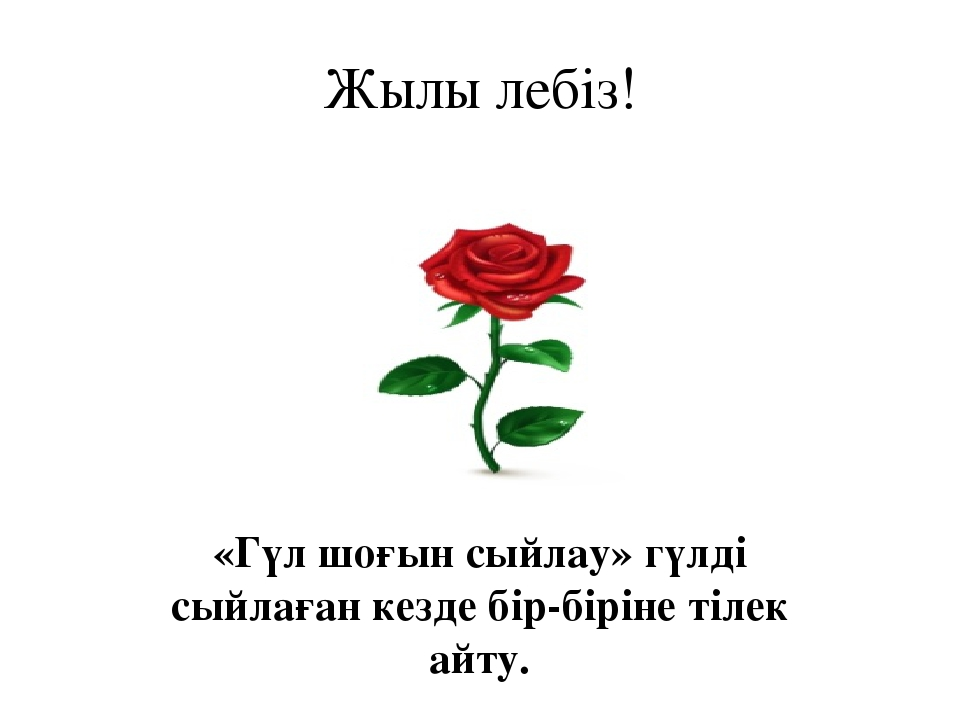 Жылы лебіз!
«Гүл шоғын сыйлау» гүлді
сыйлаған кезде бір-біріне тілек
айту.